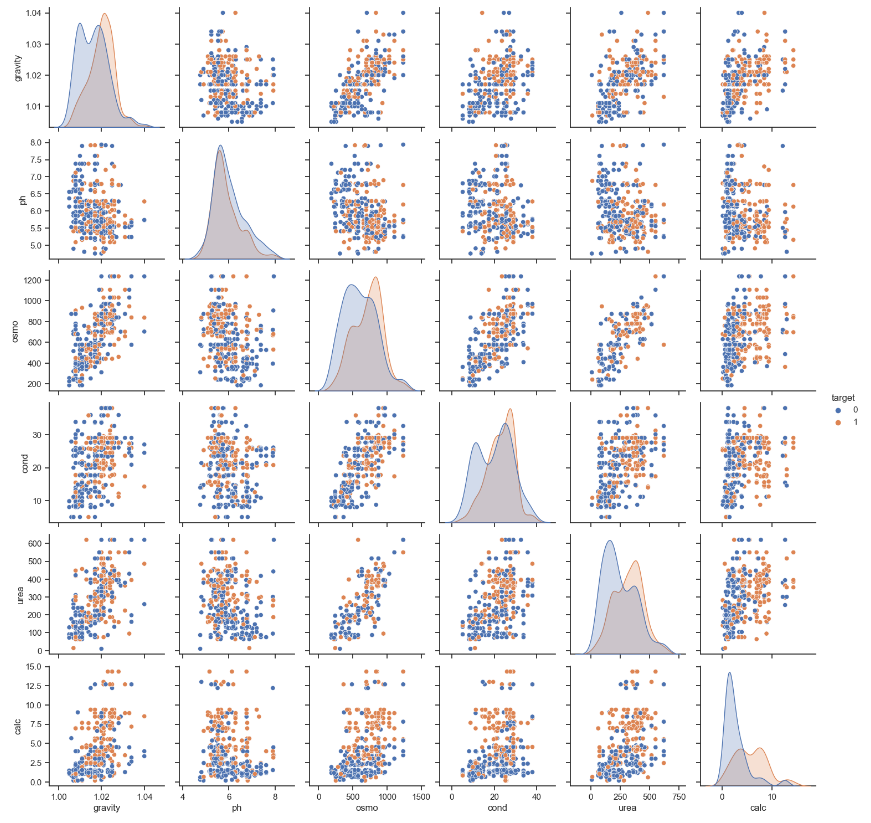 1.04
1.03
1.02
1.01
gravity
8.0
7.5
7.0
6.5
6.0
5.5
5.0
ph
1200
1000
800
600
400
200
osmo
30
20
10
cond
target
0
1
600
500
400
300
200
100
0
urea
15.0
12.5
10.0
7.5
5.0
2.5
0.0
calc
1.00 1.02 1.04
gravity
4 6 8
ph
0 500 1000 1500
osmo
0 20 40
cond
0 250 500 750
urea
0 10
calc